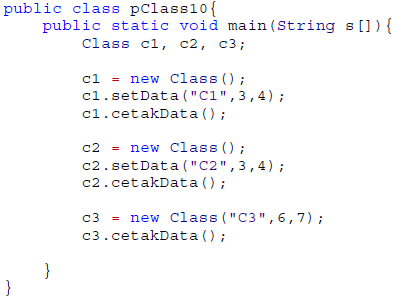 public class pClass10{
    public static void main(String s[]){
        Class c1, c2, c3;

        c1 = new Class();
        c1.setData("C1",3,4);
        c1.cetakData();

        c2 = new Class();
        c2.setData("C2",3,4);
        c2.cetakData();

        c3 = new Class("C3",6,7);
        c3.cetakData();

    }
}